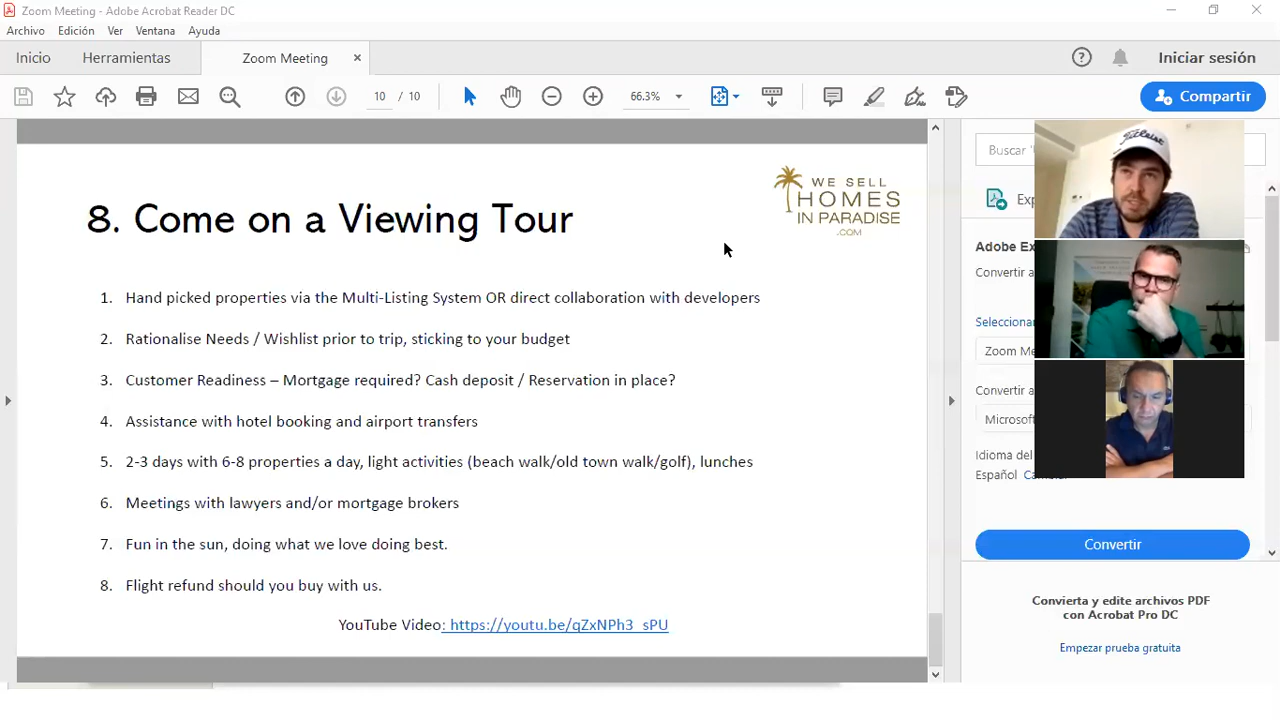 Zoom Meeting - Adobe Acrobat Reader DC
Archivo Edición Ver Ventana Ayuda
Inicio Herramientas Zoom Meeting ×
Iniciar sesión
10 / 10
66.3%
Compartir
WE SELL
HOMES
IN PARADISE
.COM
8. Come on a Viewing Tour
1. Hand picked properties via the Multi-Listing System OR direct collaboration with developers
2. Rationalise Needs / Wishlist prior to trip, sticking to your budget
3. Customer Readiness – Mortgage required? Cash deposit / Reservation in place?
4. Assistance with hotel booking and airport transfers
5. 2-3 days with 6-8 properties a day, light activities (beach walk/old town walk/golf), lunches
6. Meetings with lawyers and/or mortgage brokers
7. Fun in the sun, doing what we love doing best.
8. Flight refund should you buy with us.
YouTube Video: https://youtu.be/qZxNPh3_sPU
Buscar
Exp
Adobe Ex
Convertir a
Seleccionar
Zoom Me
Convertir a
Microsof
Idioma del
Español
Convertir
Convierta y edite archivos PDF
con Acrobat Pro DC
Empezar prueba gratuita
Titleist